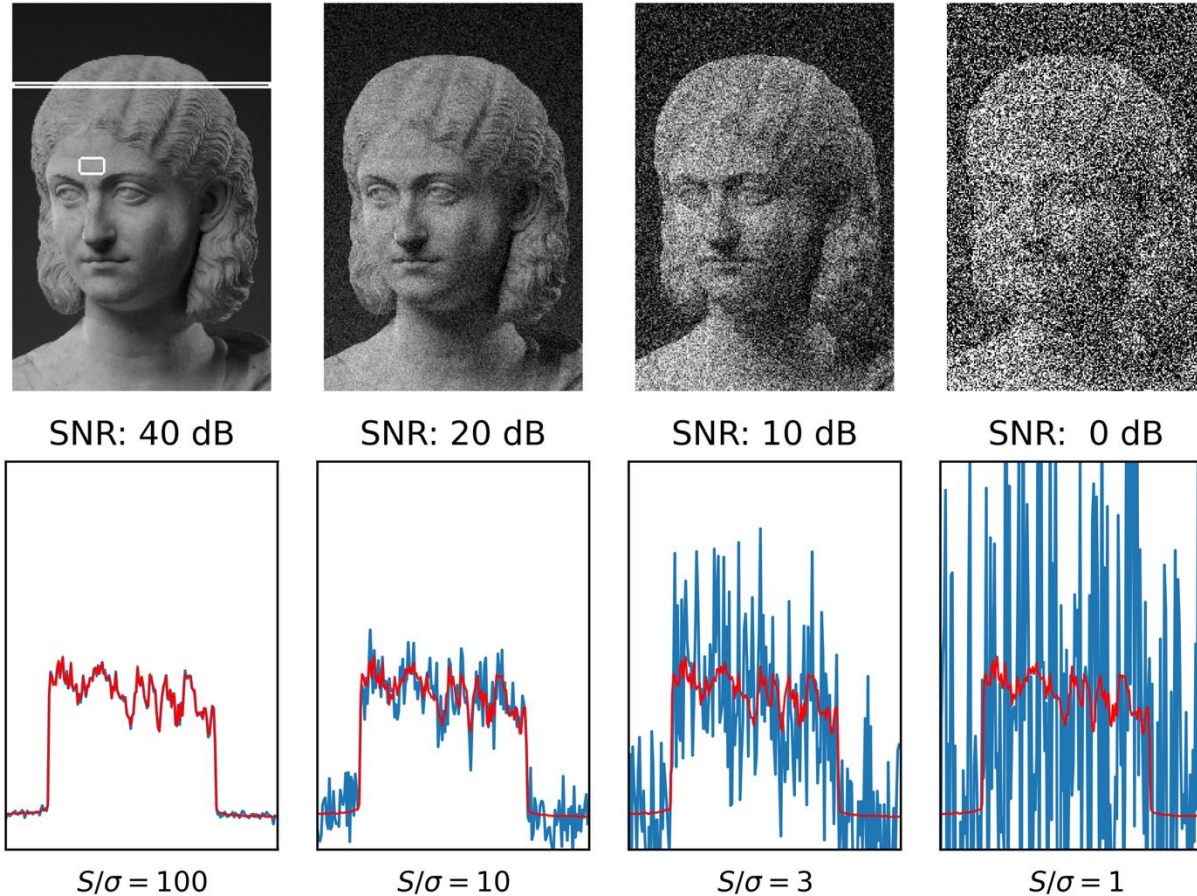 SNR: 40 dB
SNR: 20 dB
SNR: 10 dB
SNR:  0 dB
S/σ = 100
S/σ = 10
S/σ = 3
S/σ = 1